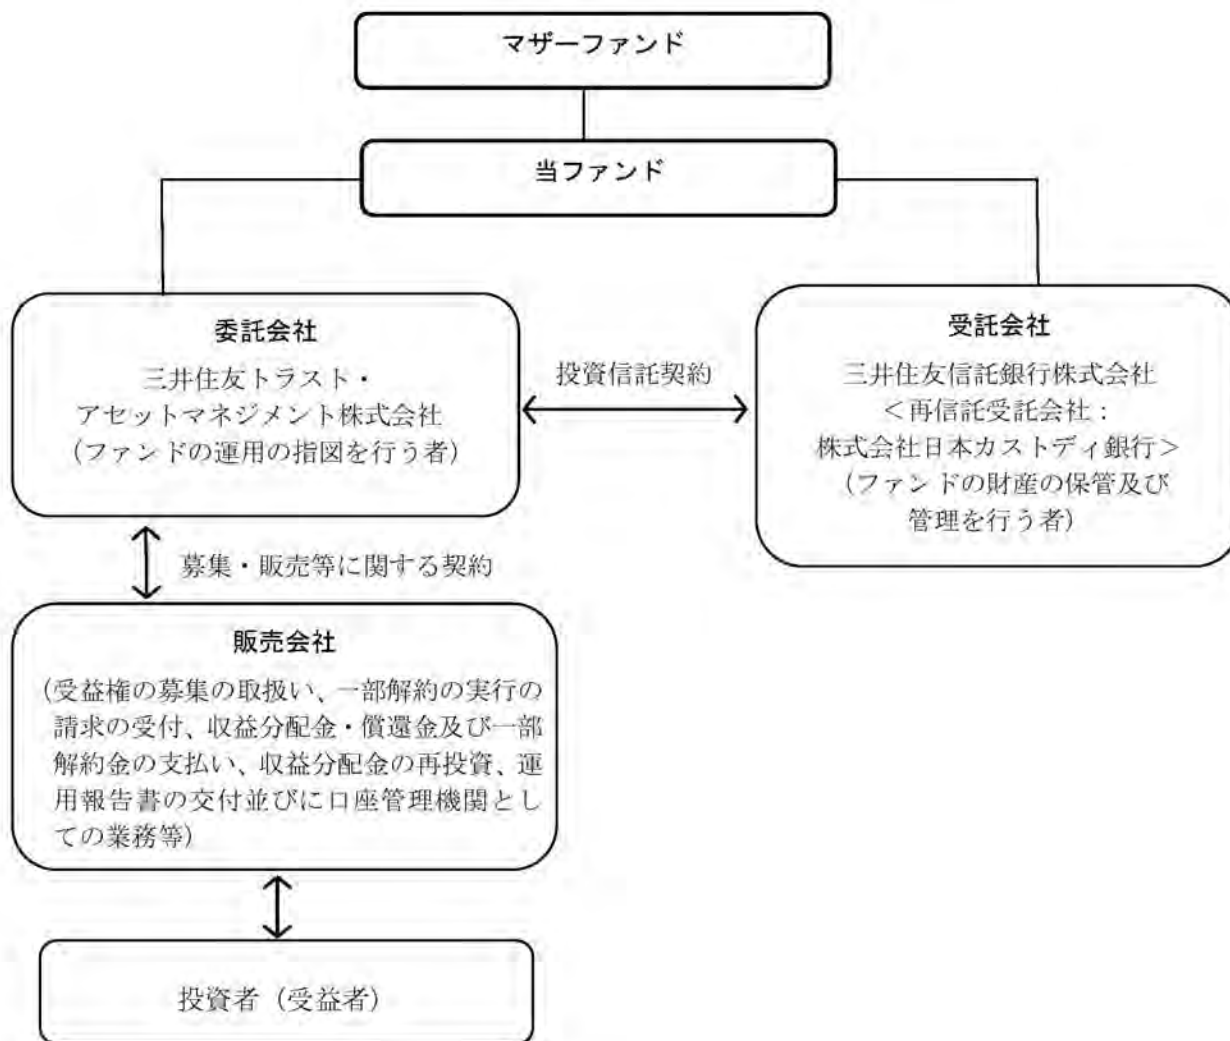 マザーファンド
当ファンド
委託会社
三井住友トラスト・
アセットマネジメント株式会社
(ファンドの運用の指図を行う者)
投資信託契約
受託会社
三井住友信託銀行株式会社
<再信託受託会社:
株式会社日本カストディ銀行>
(ファンドの財産の保管及び
管理を行う者)
募集・販売等に関する契約
販売会社
(受益権の募集の取扱い、一部解約の実行の
請求の受付、収益分配金・償還金及び一部
解約金の支払い、収益分配金の再投資、運
用報告書の交付並びに口座管理機関とし
ての業務等)
投資者(受益者)